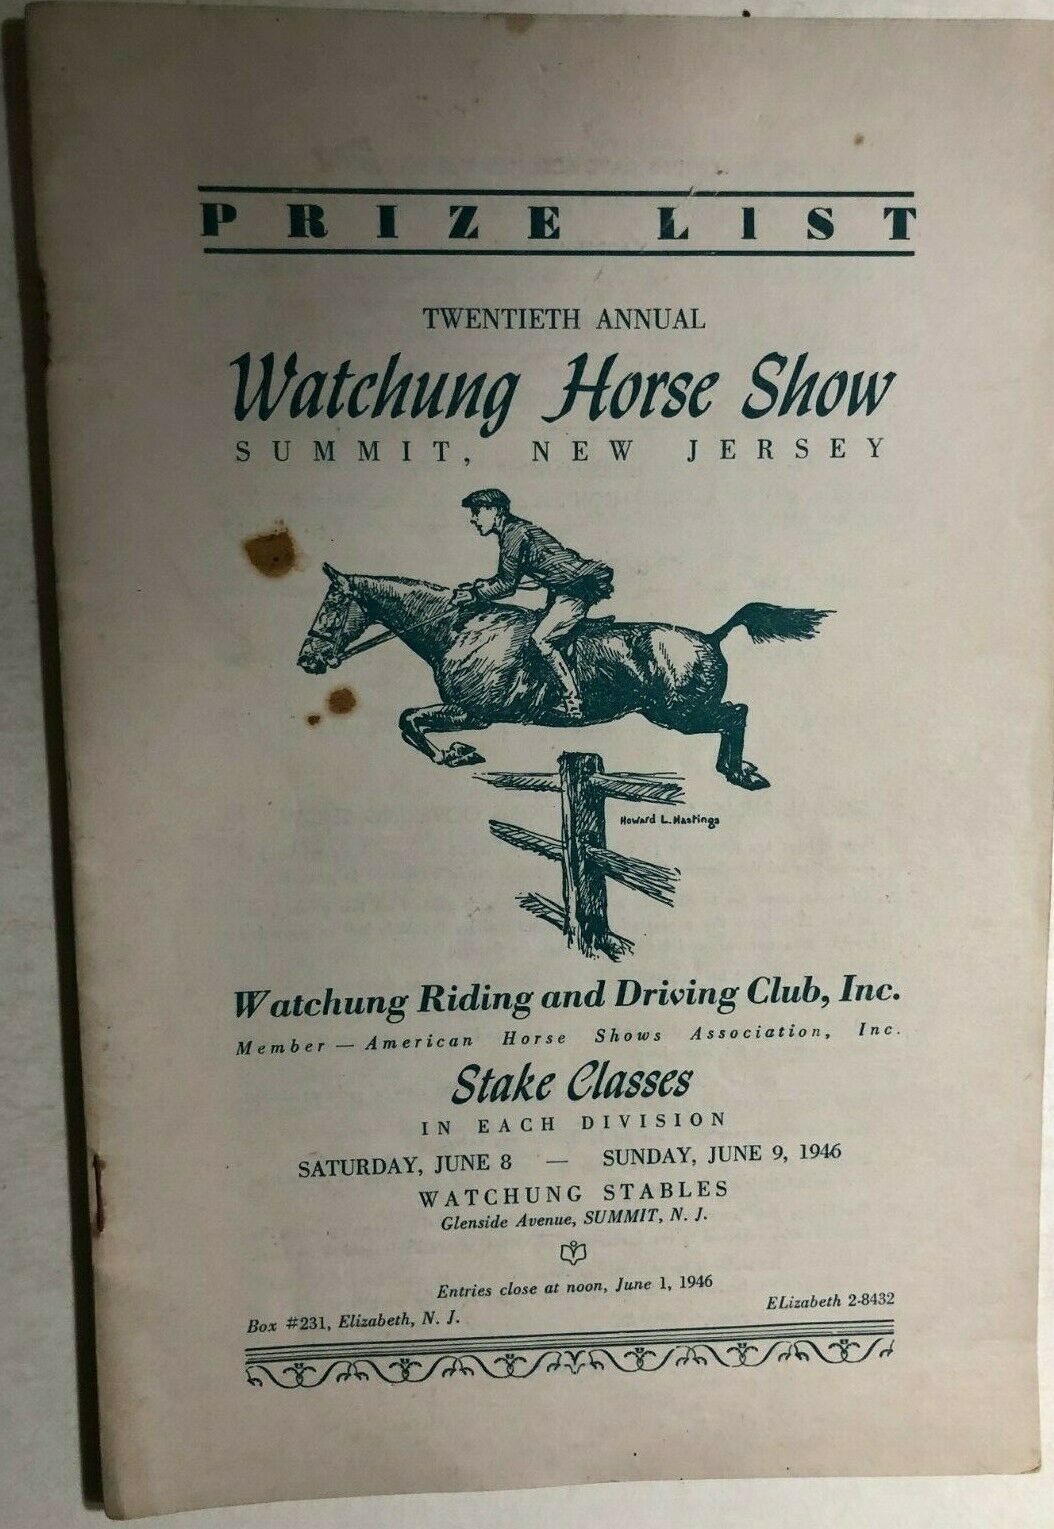 PRIZE LIST
TWENTIETH ANNUAL
Watchung Horse Show
SUMMIT, NEW JERSEY
Howard L. Hastings
Watchung Riding and Driving Club, Inc.
Member — American Horse Shows Association, Inc.
Stake Classes
IN EACH DIVISION
SATURDAY, JUNE 8 — SUNDAY, JUNE 9, 1946
WATCHUNG STABLES
Glenside Avenue, SUMMIT, N. J.
Entries close at noon, June 1, 1946
Box #231, Elizabeth, N. J. ELizabeth 2-8432